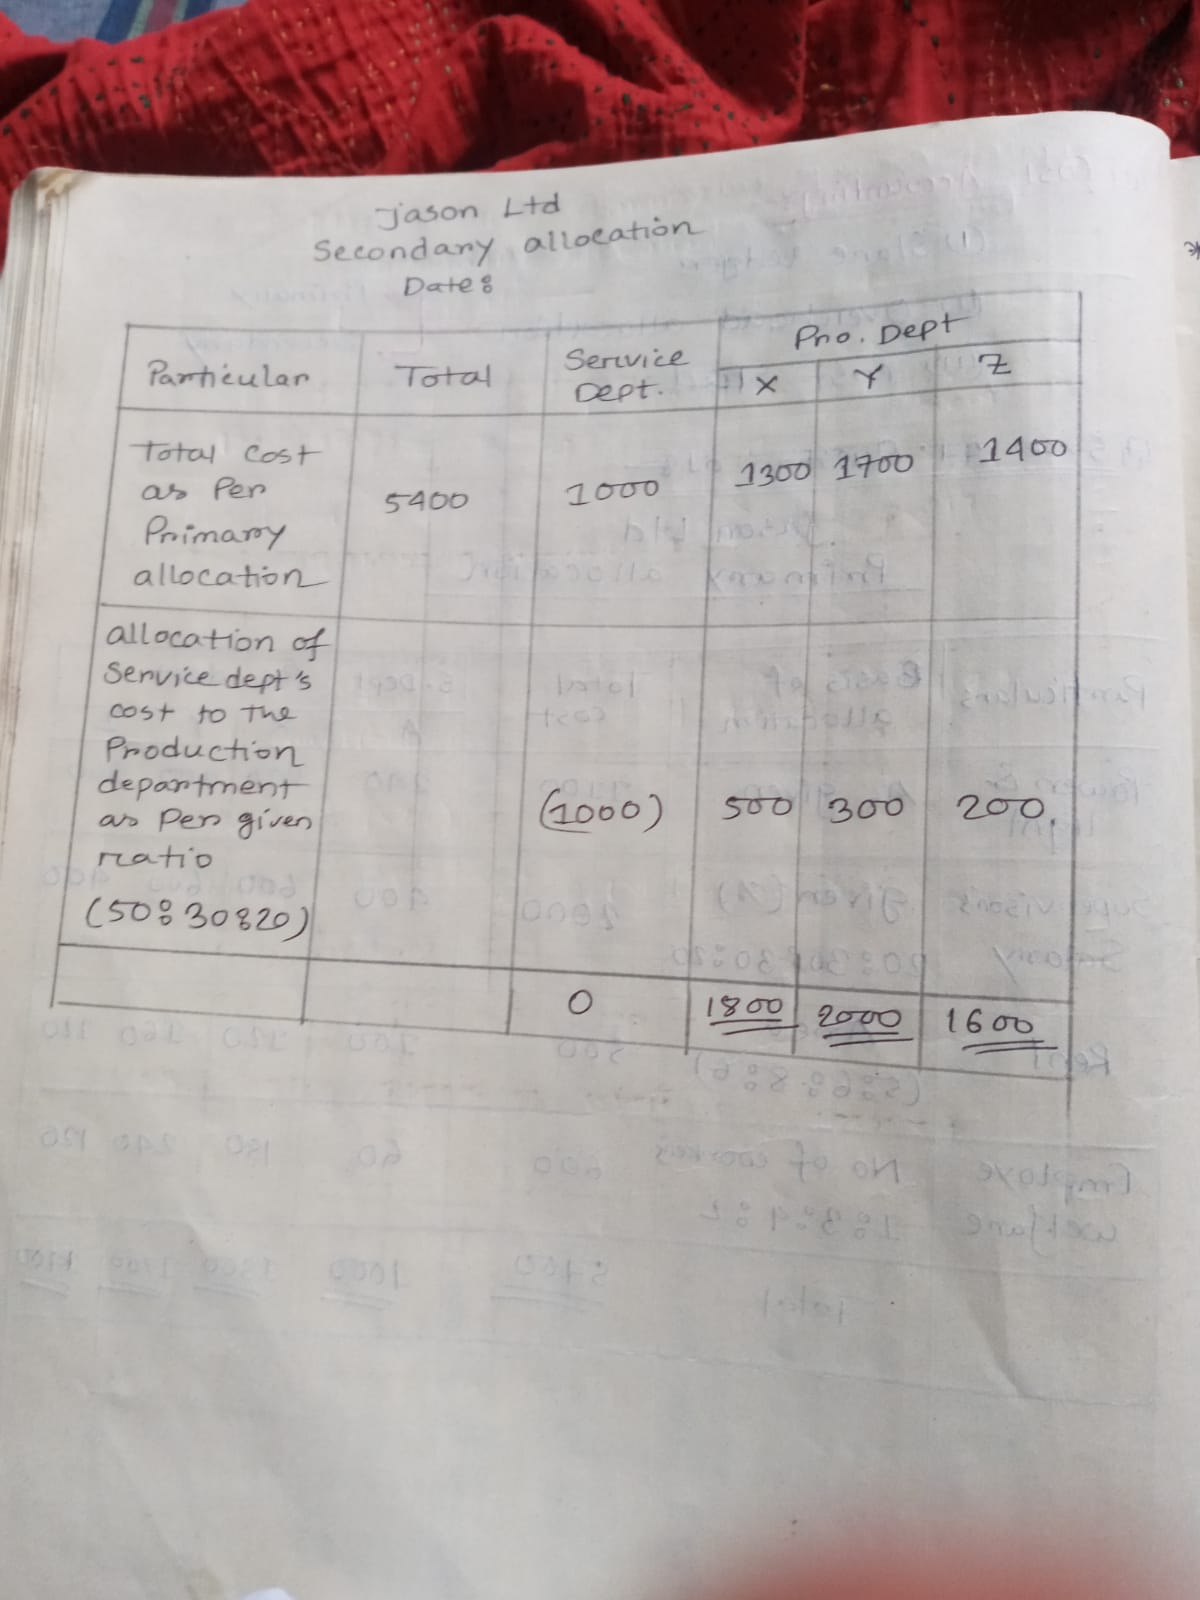 Jason Ltd
Secondary allocation
Date:
Particular Total Service Dept. Pro. Dept
X Y Z
Total Cost
as Per
Primary
allocation
5400 1000 1300 1700 1400
allocation of
Service dept's
cost to the
Production
department
as Per given
ratio
(50:30:20)
(1000) 500 300 200
0 1800 2000 1600